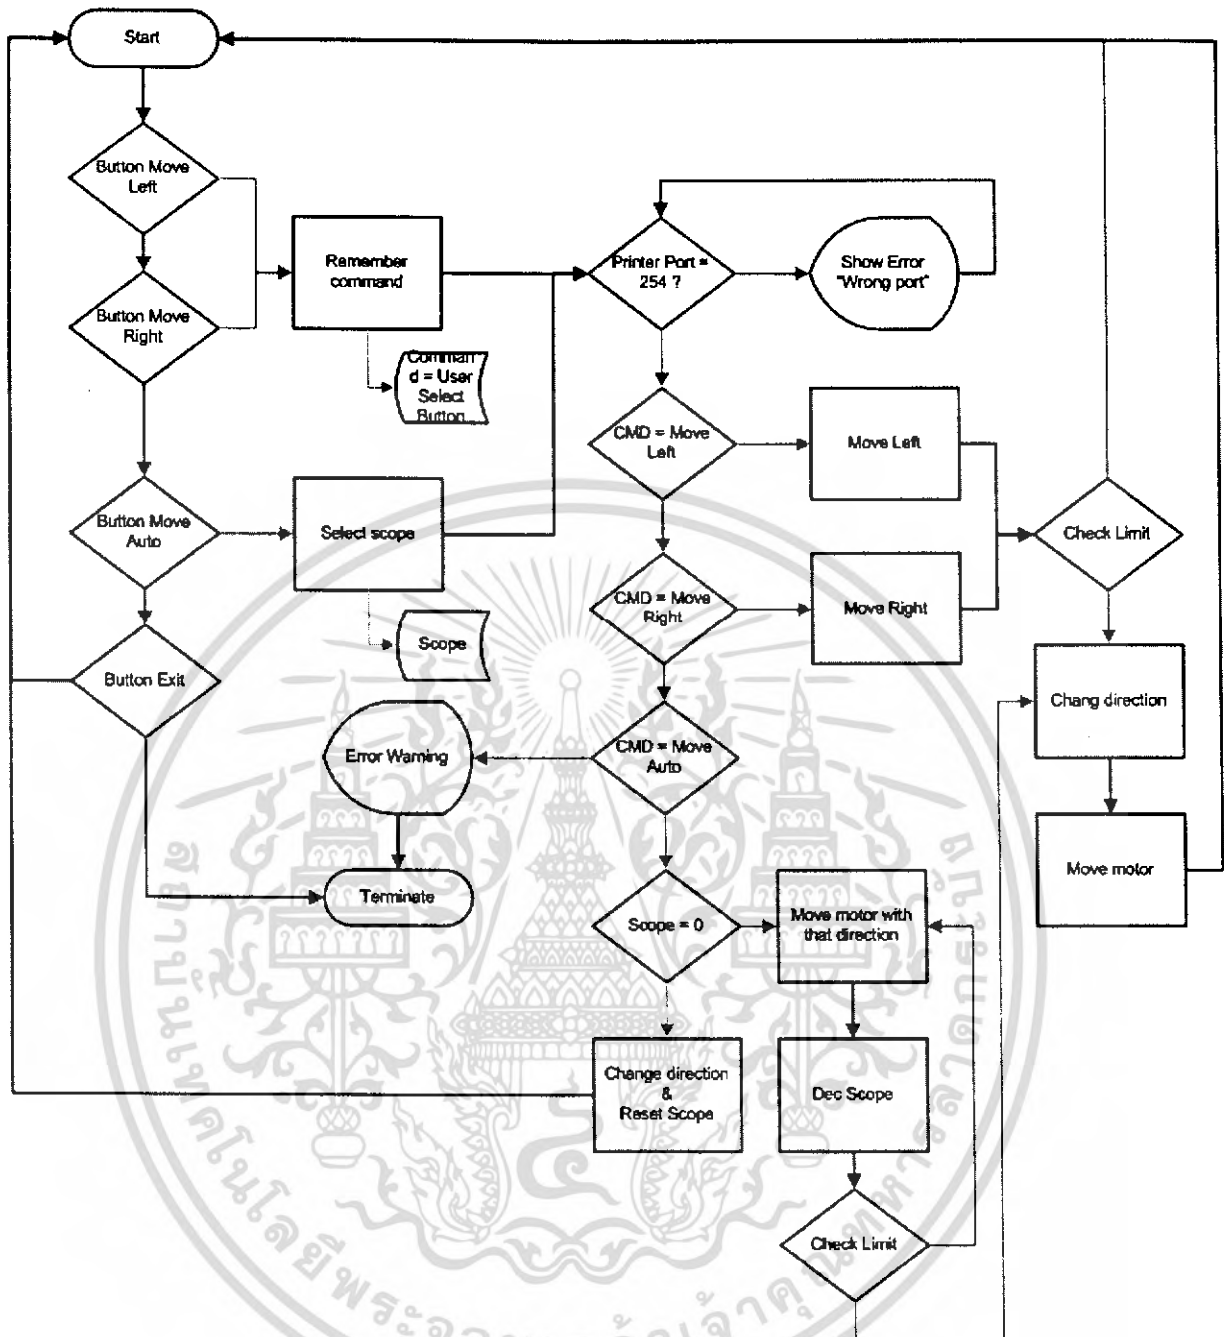 Start
Button Move
Left
Button Move
Right
Remember
command
Comman
d = User
Select
Button
Printer Port =
254 ?
Show Error
"Wrong port"
CMD = Move
Left
Move Left
Button Move
Auto
Select scope
Scope
CMD = Move
Right
Move Right
Check Limit
Button Exit
Error Warning
CMD = Move
Auto
Chang direction
Terminate
Scope = 0
Move motor with
that direction
Move motor
Change direction
&
Reset Scope
Dec Scope
Check Limit